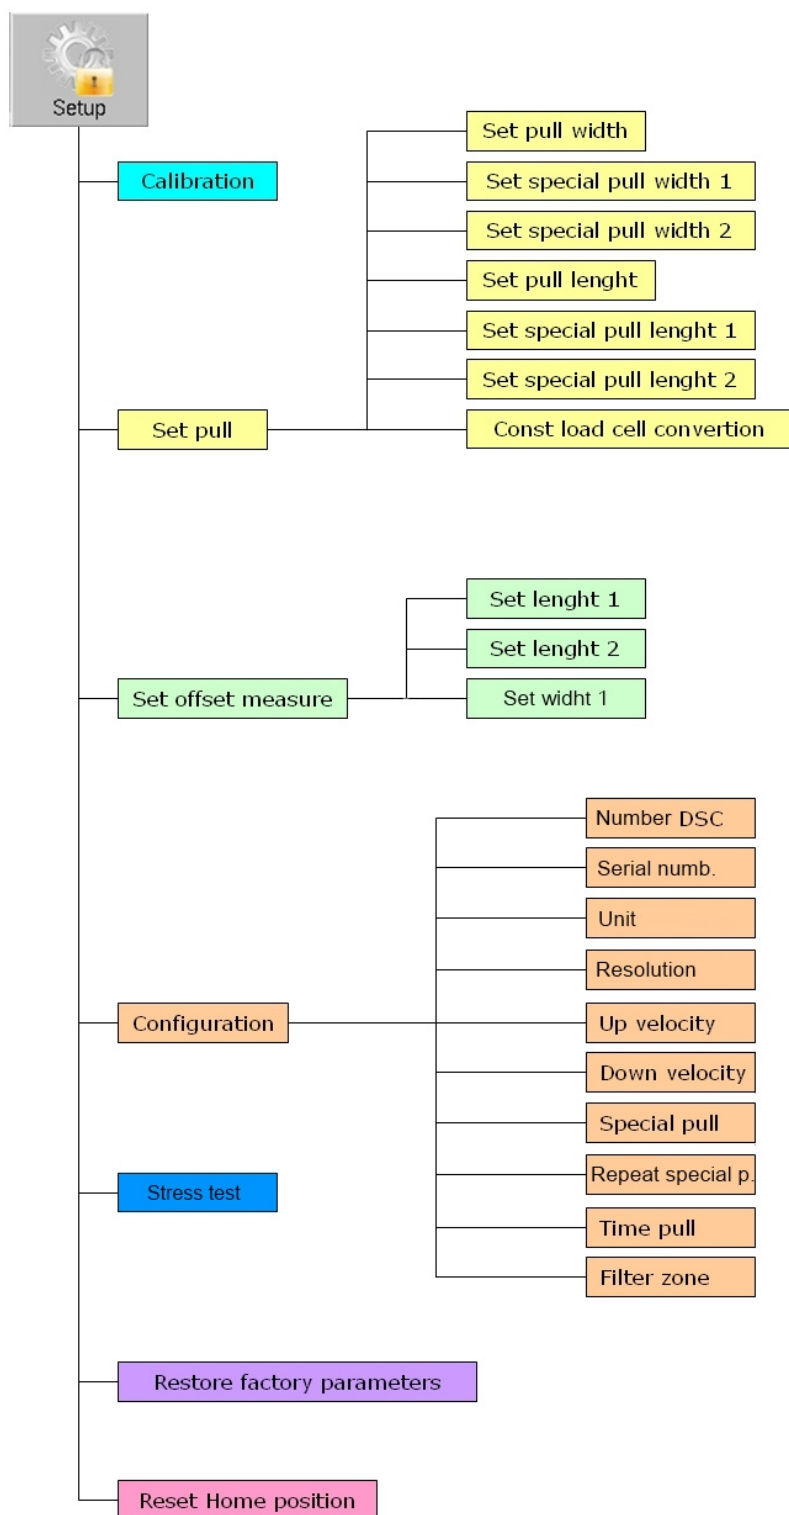 Setup
Calibration
Set pull
Set pull width
Set special pull width 1
Set special pull width 2
Set pull lenght
Set special pull lenght 1
Set special pull lenght 2
Const load cell convertion
Set offset measure
Set lenght 1
Set lenght 2
Set widht 1
Configuration
Number DSC
Serial numb.
Unit
Resolution
Up velocity
Down velocity
Special pull
Repeat special p.
Time pull
Filter zone
Stress test
Restore factory parameters
Reset Home position